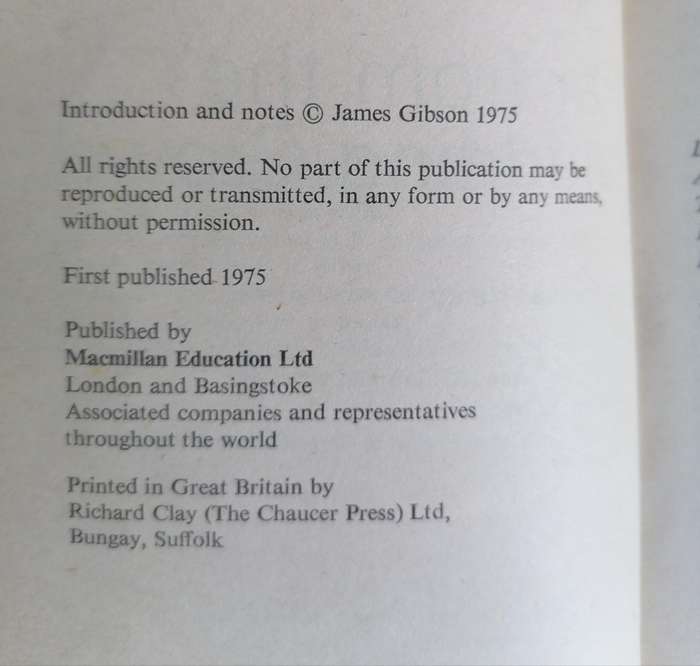 Introduction and notes © James Gibson 1975
All rights reserved. No part of this publication may be
reproduced or transmitted, in any form or by any means,
without permission.
First published 1975
Published by
Macmillan Education Ltd
London and Basingstoke
Associated companies and representatives
throughout the world
Printed in Great Britain by
Richard Clay (The Chaucer Press) Ltd,
Bungay, Suffolk